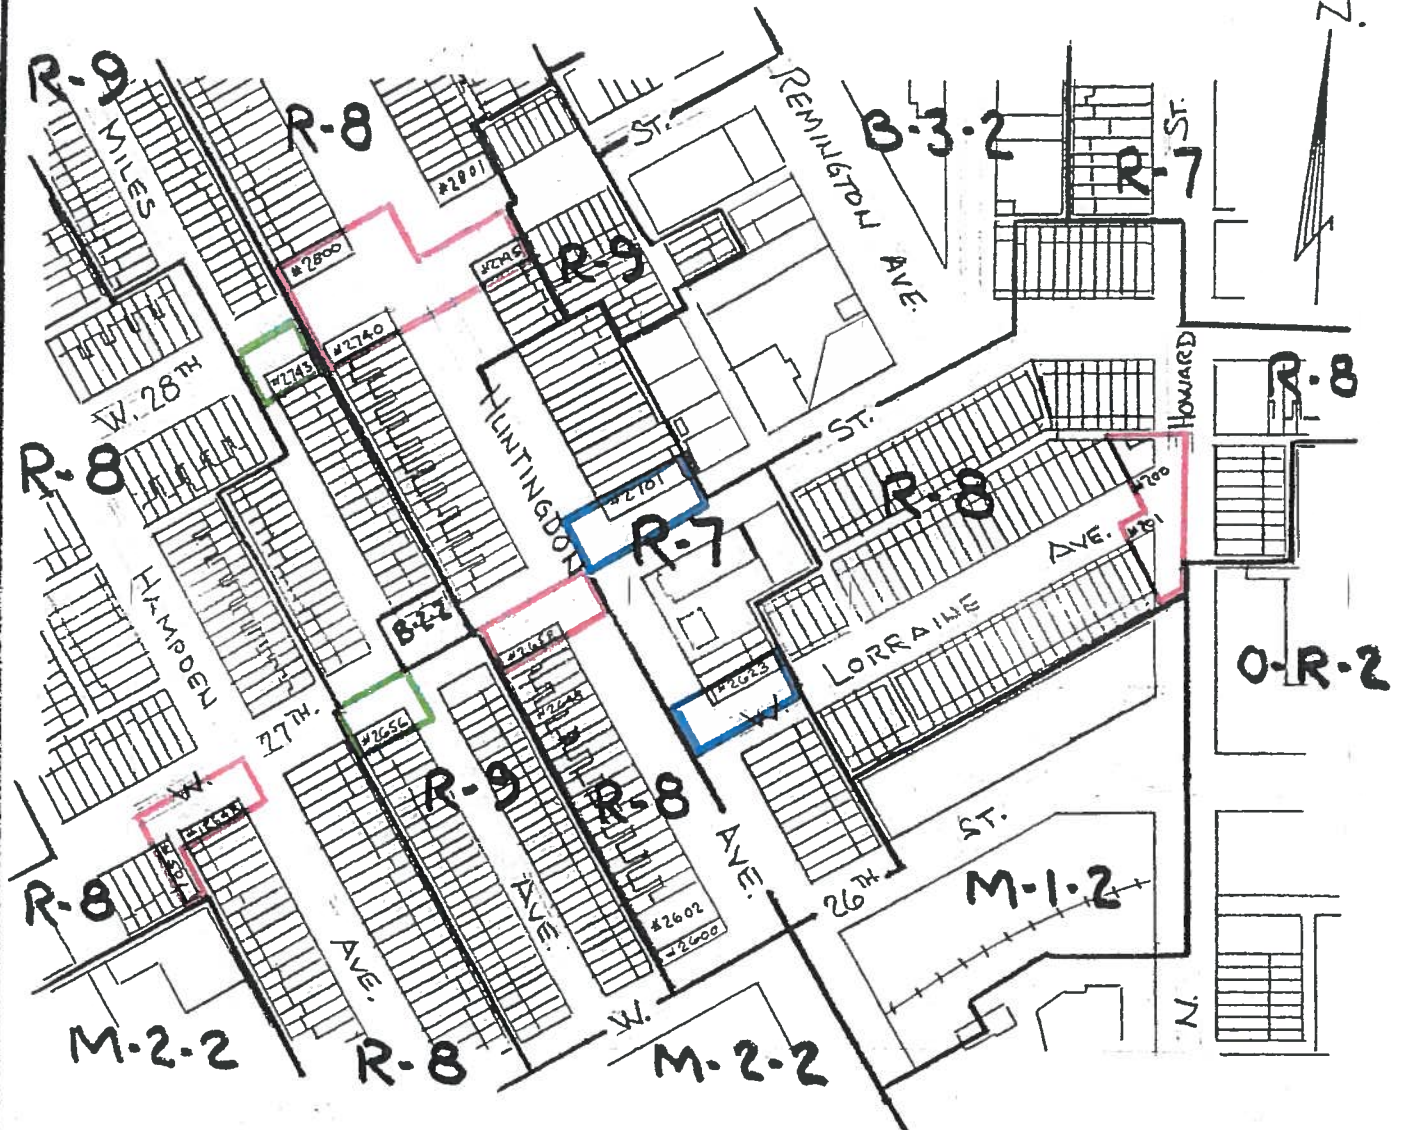 N.
R-9
MILES
R-8
#2801
ST.
REMINGTON AVE.
B-3-2
ST.
R-7
#2800
R-9
#2740
#2743
W. 28TH
HUNTINGDON
HOWARD
R-8
R-8
ST.
#2701
R-8
#200
#201
R-7
AVE.
HAMPDEN
B-2-2
LORRAINE
O-R-2
#2623
W.
27TH.
#2656
W.
R-9
R-8
AVE.
ST.
26TH
M-1-2
R-8
AVE.
#2602
#2600
AVE.
W.
N.
M-2-2
R-8
M-2-2